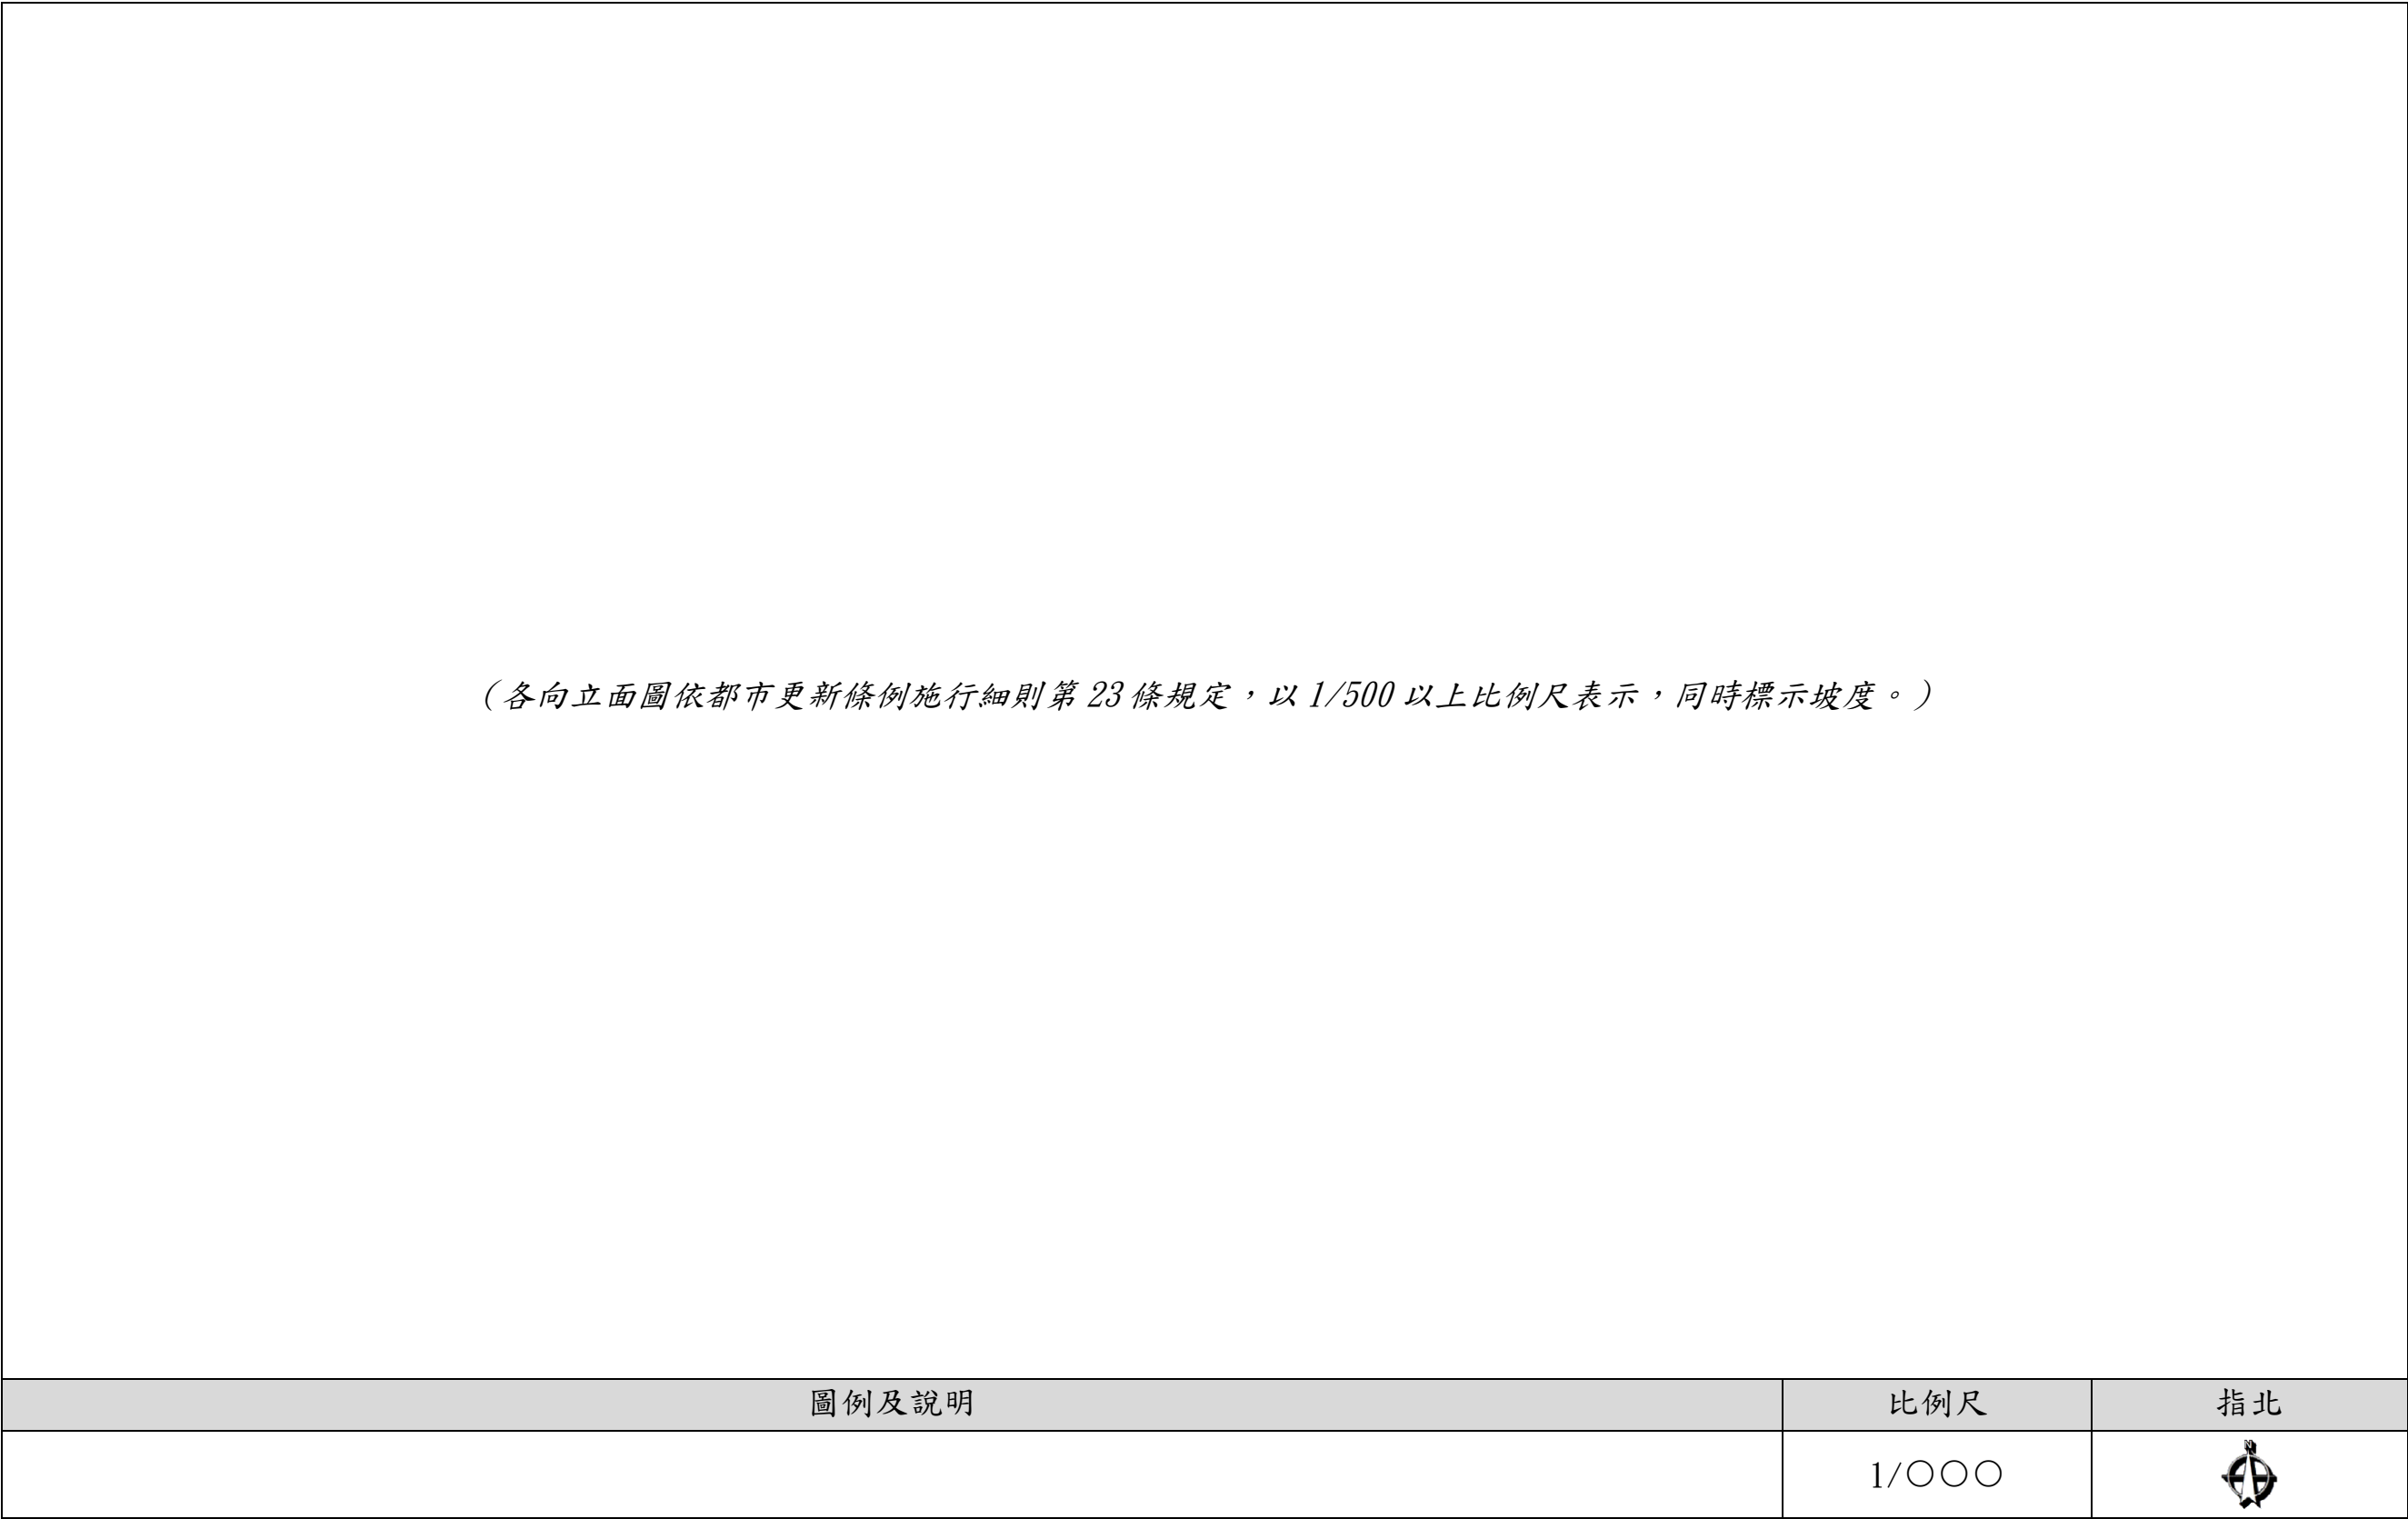 （各向立面圖依都市更新條例施行細則第23條規定，以1/500以上比例尺表示，同時標示坡度。）
圖例及說明 比例尺 指北
1/○○○ N